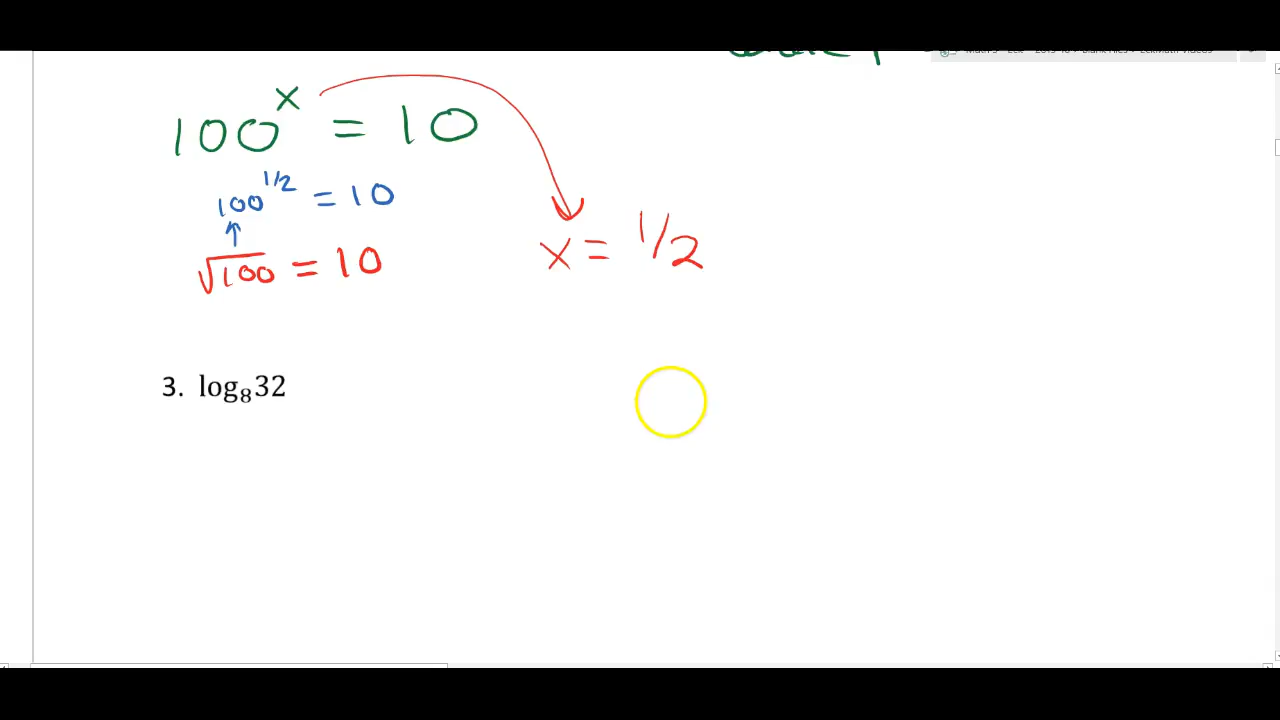 100^x = 10
100^1/2 = 10
√100 = 10
x = 1/2
3. log₈32